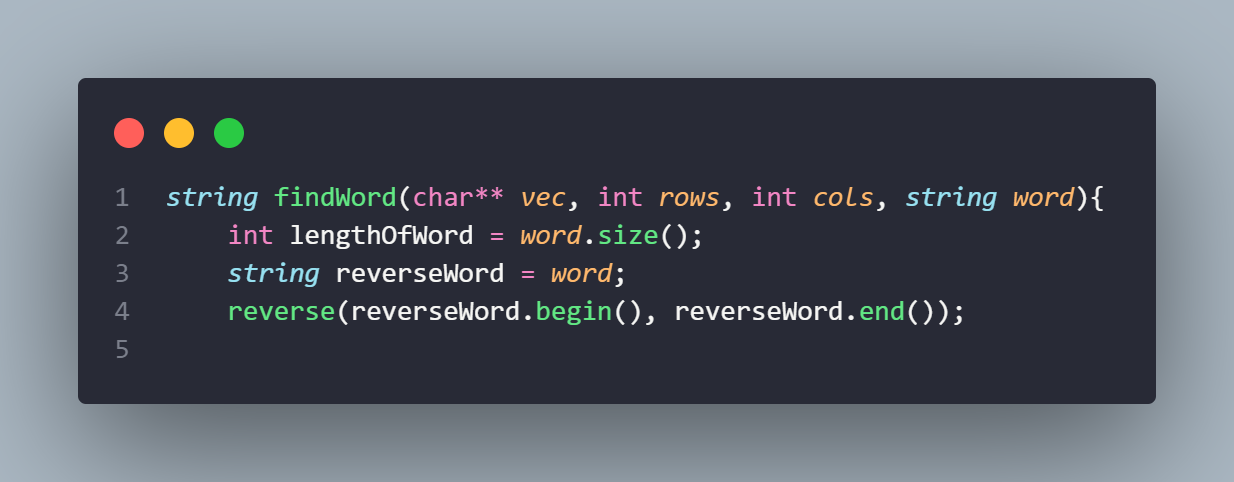 1 string findWord(char** vec, int rows, int cols, string word){
2     int lengthOfWord = word.size();
3     string reverseWord = word;
4     reverse(reverseWord.begin(), reverseWord.end());
5